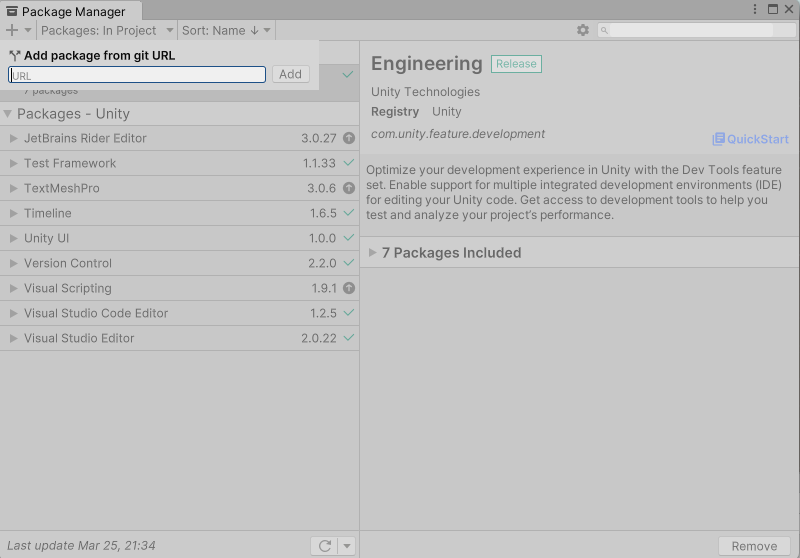 Package Manager
Packages: In Project
Sort: Name ↓
Add package from git URL
URL
Add
7 packages
Packages - Unity
JetBrains Rider Editor 3.0.27
Test Framework 1.1.33
TextMeshPro 3.0.6
Timeline 1.6.5
Unity UI 1.0.0
Version Control 2.2.0
Visual Scripting 1.9.1
Visual Studio Code Editor 1.2.5
Visual Studio Editor 2.0.22
Last update Mar 25, 21:34
Engineering Release
Unity Technologies
Registry Unity
com.unity.feature.development
QuickStart
Optimize your development experience in Unity with the Dev Tools feature
set. Enable support for multiple integrated development environments (IDE)
for editing your Unity code. Get access to development tools to help you
test and analyze your project's performance.
7 Packages Included
Remove